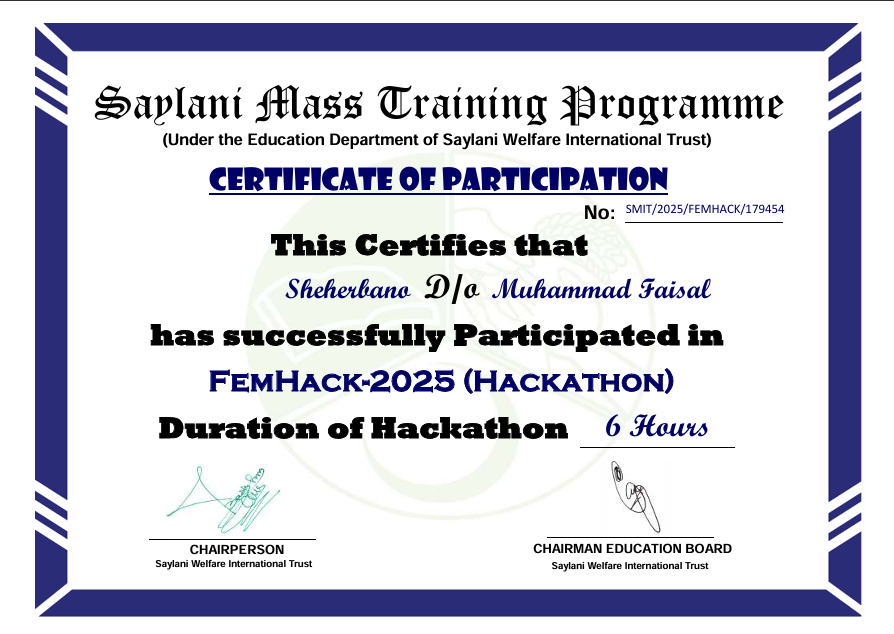 Saylani Mass Training Programme
(Under the Education Department of Saylani Welfare International Trust)
CERTIFICATE OF PARTICIPATION
No: SMIT/2025/FEMHACK/179454
This Certifies that
Sheherbano D/o Muhammad Faisal
has successfully Participated in
FemHack-2025 (Hackathon)
Duration of Hackathon 6 Hours
CHAIRPERSON
Saylani Welfare International Trust
CHAIRMAN EDUCATION BOARD
Saylani Welfare International Trust